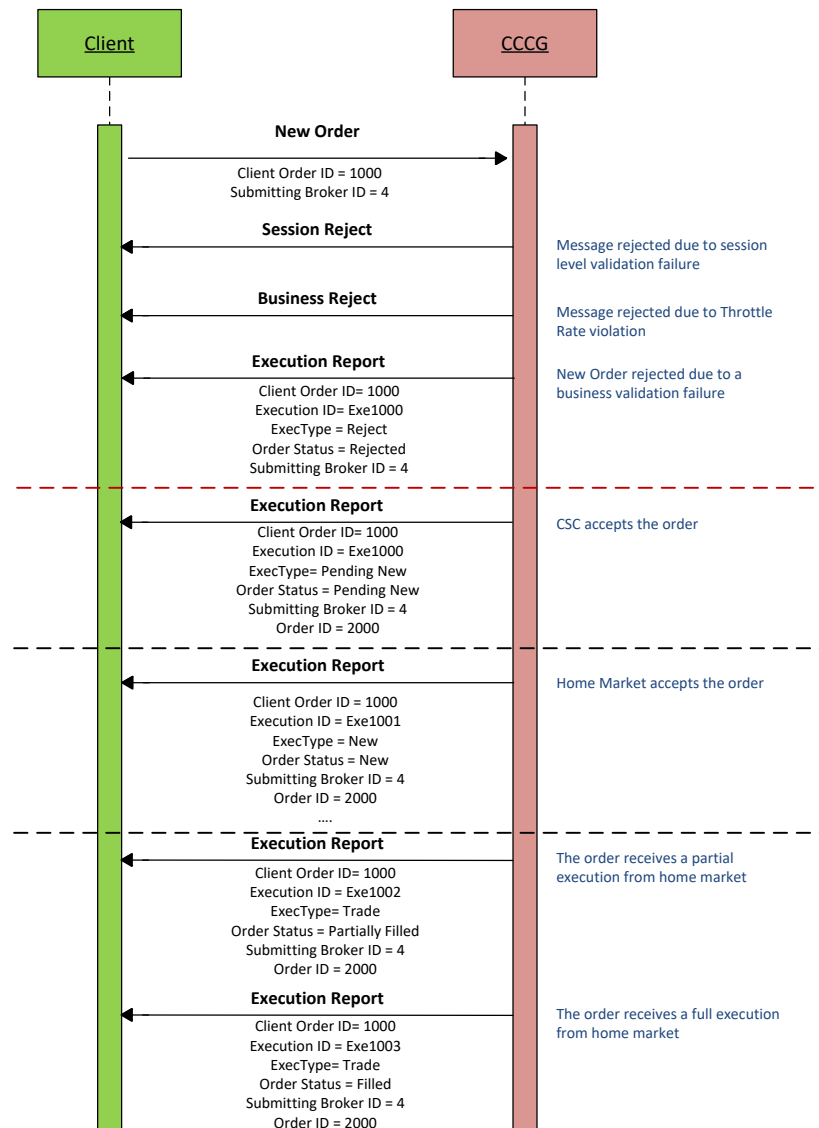 Client
CCCG
New Order
Client Order ID = 1000
Submitting Broker ID = 4
Session Reject
Message rejected due to session
level validation failure
Business Reject
Message rejected due to Throttle
Rate violation
Execution Report
New Order rejected due to a
business validation failure
Client Order ID= 1000
Execution ID= Exe1000
ExecType = Reject
Order Status = Rejected
Submitting Broker ID = 4
Execution Report
CSC accepts the order
Client Order ID= 1000
Execution ID = Exe1000
ExecType= Pending New
Order Status = Pending New
Submitting Broker ID = 4
Order ID = 2000
Execution Report
Home Market accepts the order
Client Order ID = 1000
Execution ID = Exe1001
ExecType = New
Order Status = New
Submitting Broker ID = 4
Order ID = 2000
....
Execution Report
The order receives a partial
execution from home market
Client Order ID= 1000
Execution ID = Exe1002
ExecType= Trade
Order Status = Partially Filled
Submitting Broker ID = 4
Order ID = 2000
Execution Report
The order receives a full execution
from home market
Client Order ID= 1000
Execution ID = Exe1003
ExecType= Trade
Order Status = Filled
Submitting Broker ID = 4
Order ID = 2000